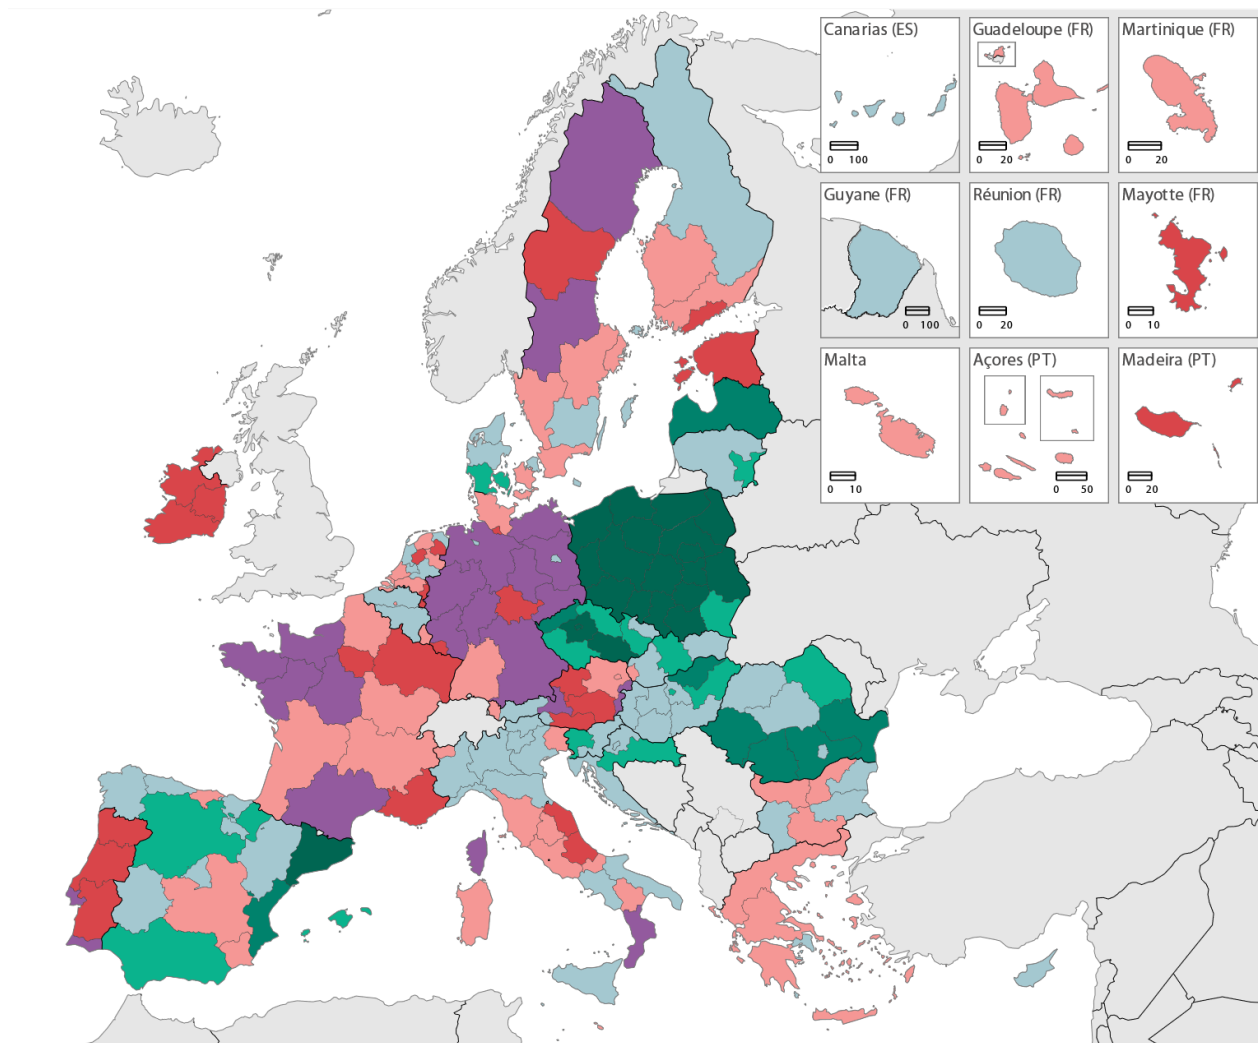 Canarias (ES)
0 100
Guadeloupe (FR)
0 20
Martinique (FR)
0 20
Guyane (FR)
0 100
Réunion (FR)
0 20
Mayotte (FR)
0 10
Malta
0 10
Açores (PT)
0 50
Madeira (PT)
0 20